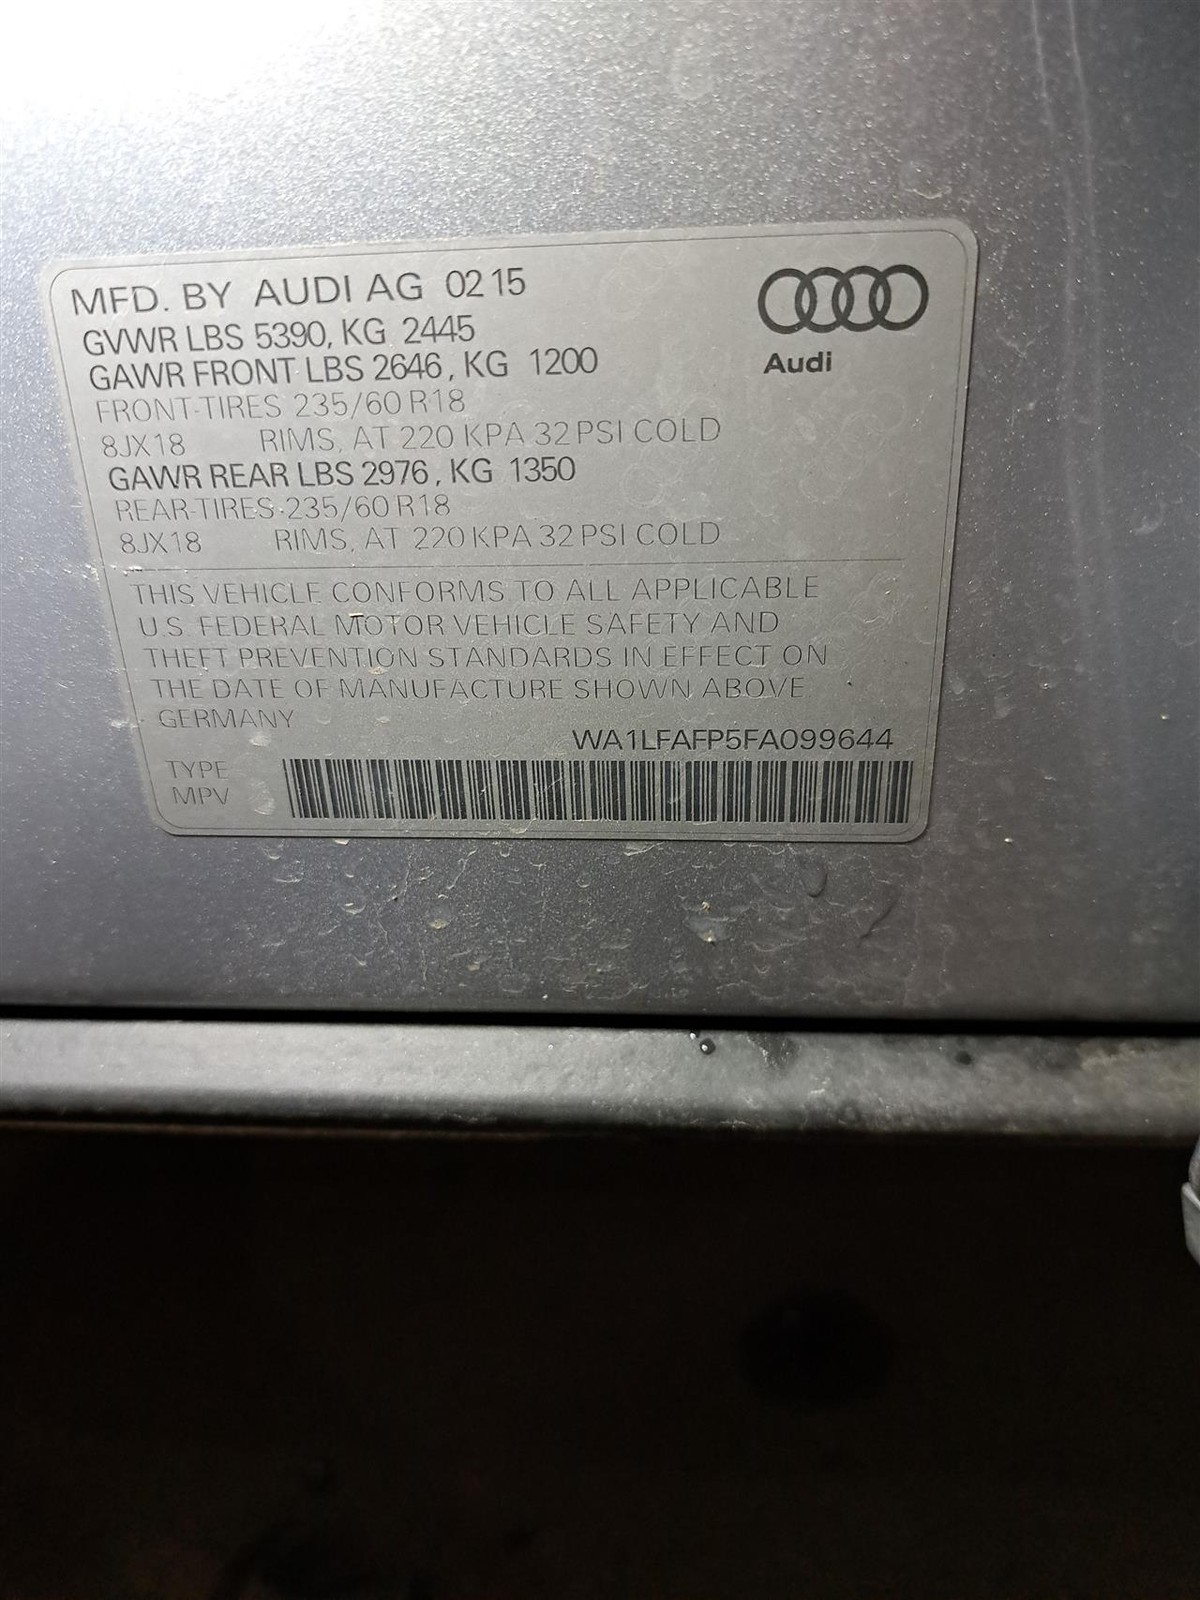 MFD. BY AUDI AG 02 15
GVWR LBS 5390, KG 2445
GAWR FRONT LBS 2646, KG 1200
Audi
FRONT-TIRES 235/60 R18
8JX18 RIMS, AT 220 KPA 32 PSI COLD
GAWR REAR LBS 2976, KG 1350
REAR-TIRES 235/60 R18
8JX18 RIMS, AT 220 KPA 32 PSI COLD
THIS VEHICLE CONFORMS TO ALL APPLICABLE
U.S. FEDERAL MOTOR VEHICLE SAFETY AND
THEFT PREVENTION STANDARDS IN EFFECT ON
THE DATE OF MANUFACTURE SHOWN ABOVE
GERMANY
WA1LFAFP5FA099644
TYPE
MPV